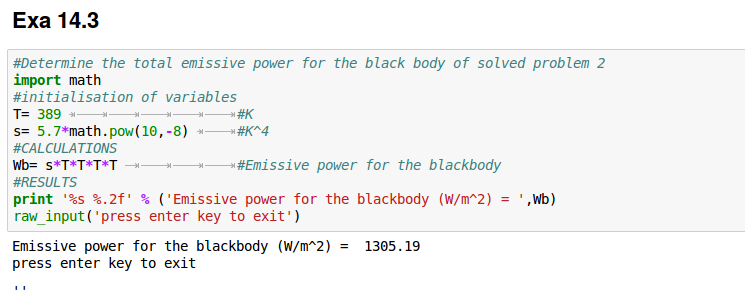 Exa 14.3
#Determine the total emissive power for the black body of solved problem 2
import math
#initialisation of variables
T= 389 #K
s= 5.7*math.pow(10,-8) #K^4
#CALCULATIONS
Wb= s*T*T*T*T #Emissive power for the blackbody
#RESULTS
print '%s %.2f' % ('Emissive power for the blackbody (W/m^2) = ',Wb)
raw_input('press enter key to exit')
Emissive power for the blackbody (W/m^2) =  1305.19
press enter key to exit
''